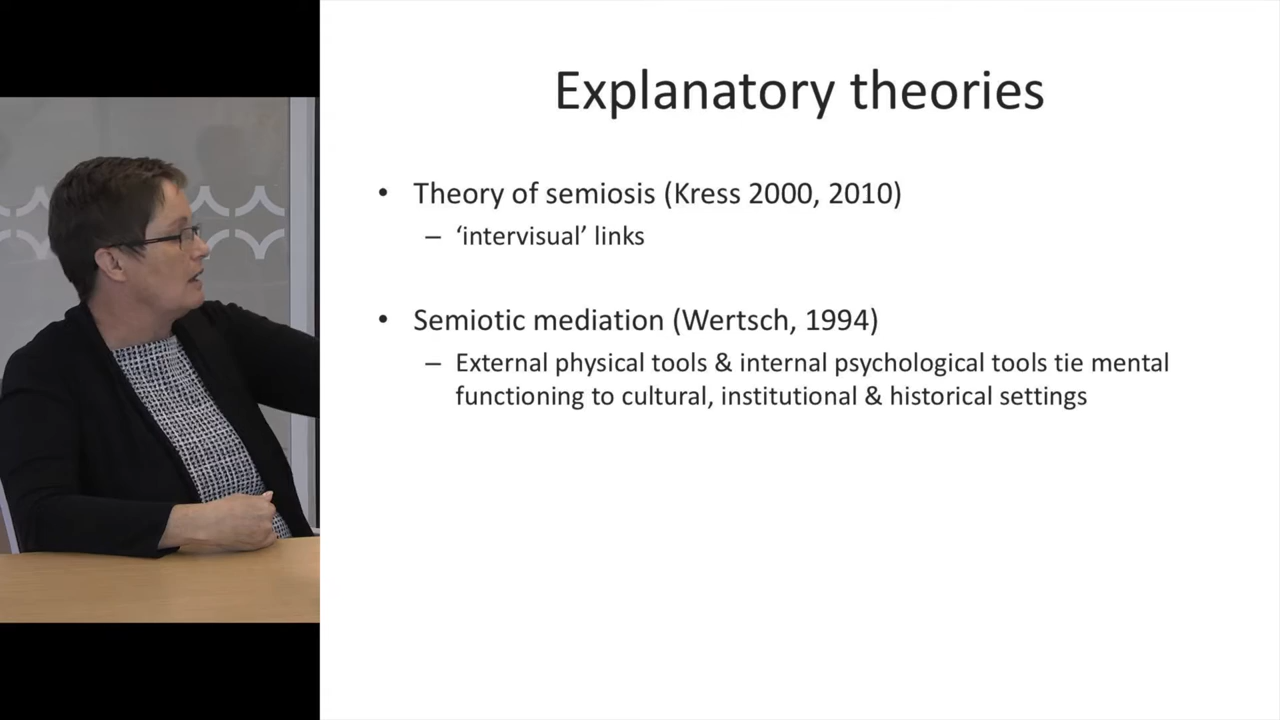 Explanatory theories
• Theory of semiosis (Kress 2000, 2010)
– ‘intervisual’ links
• Semiotic mediation (Wertsch, 1994)
– External physical tools & internal psychological tools tie mental
functioning to cultural, institutional & historical settings